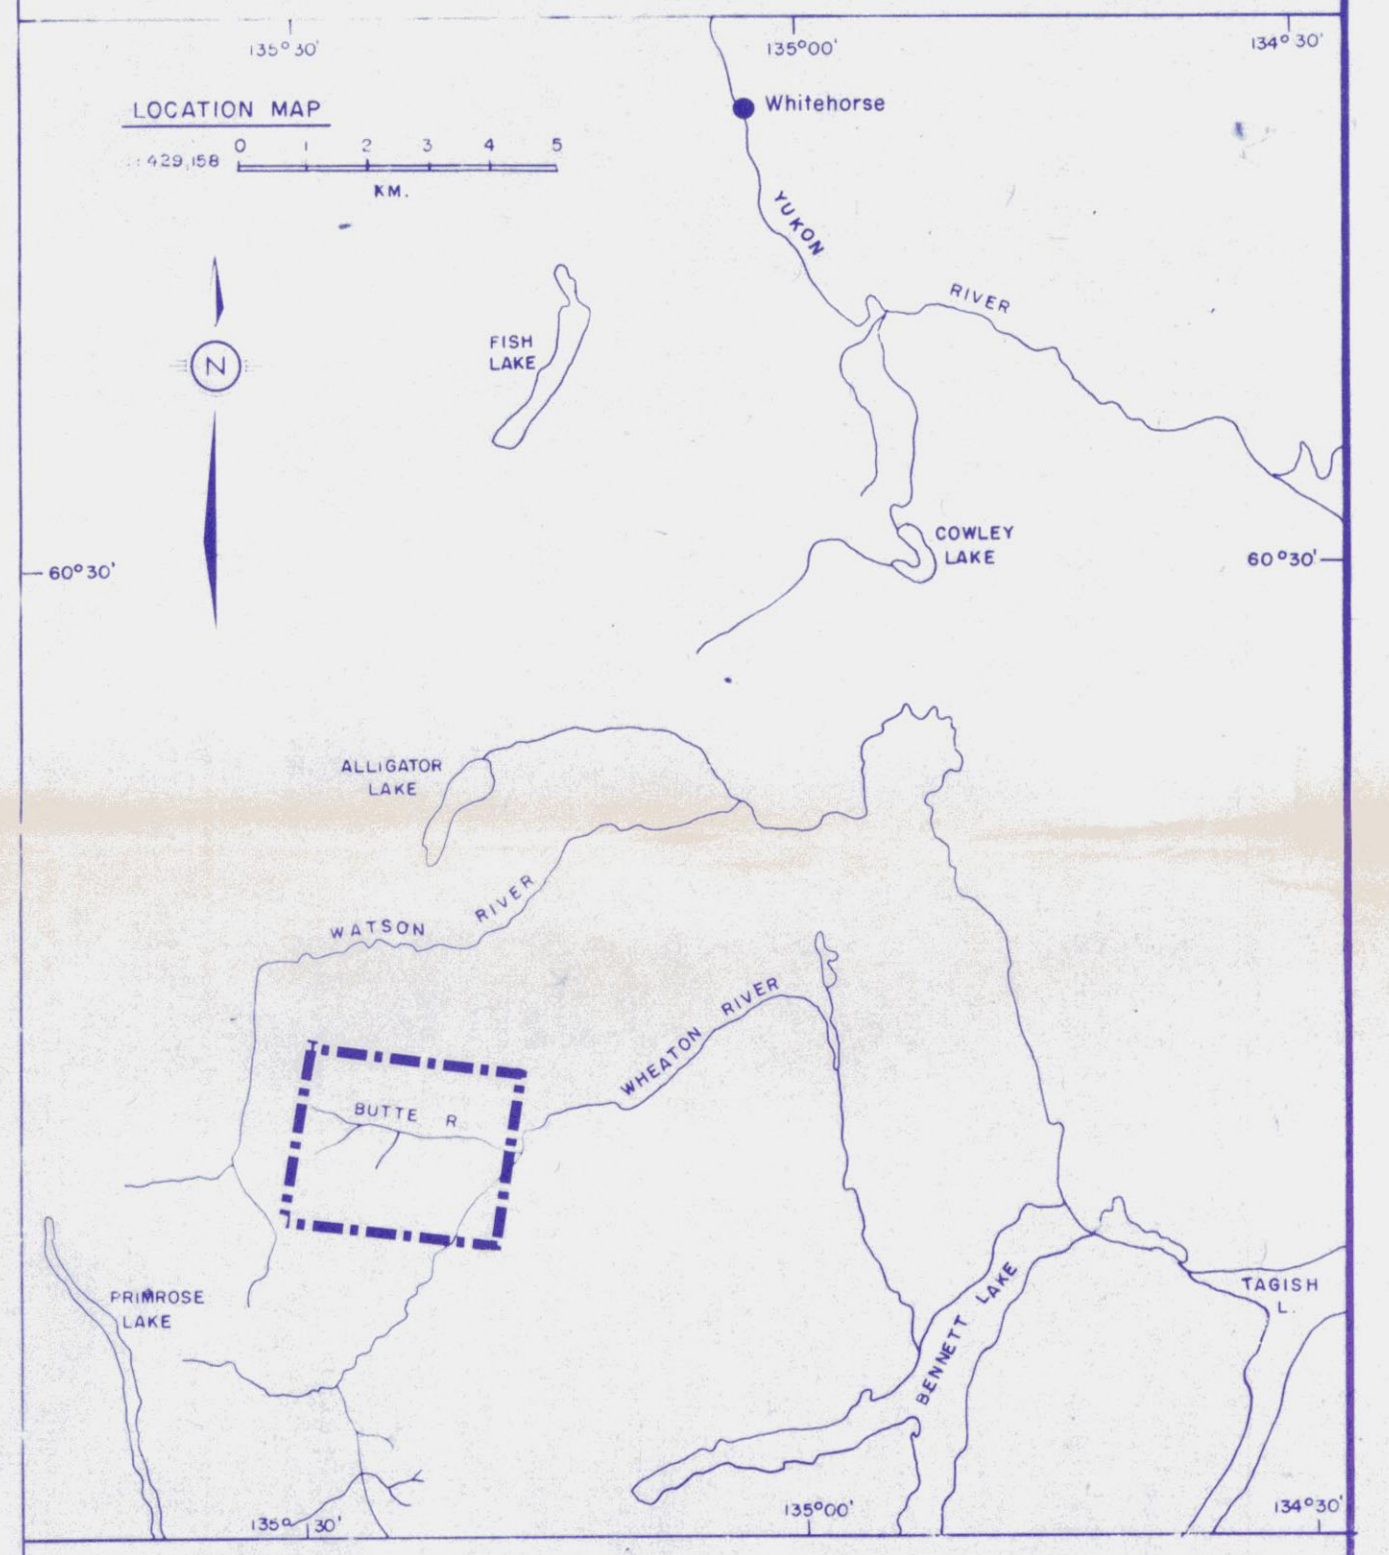 135°30'
135°00'
134°30'
LOCATION MAP
Whitehorse
0 1 2 3 4 5
1:429,158
KM.
YUKON
RIVER
N
FISH
LAKE
COWLEY
LAKE
60°30'
60°30'
ALLIGATOR
LAKE
WATSON RIVER
WHEATON RIVER
BUTTE R
PRIMROSE
LAKE
BENNETT LAKE
TAGISH
L.
135° 30'
135°00'
134°30'